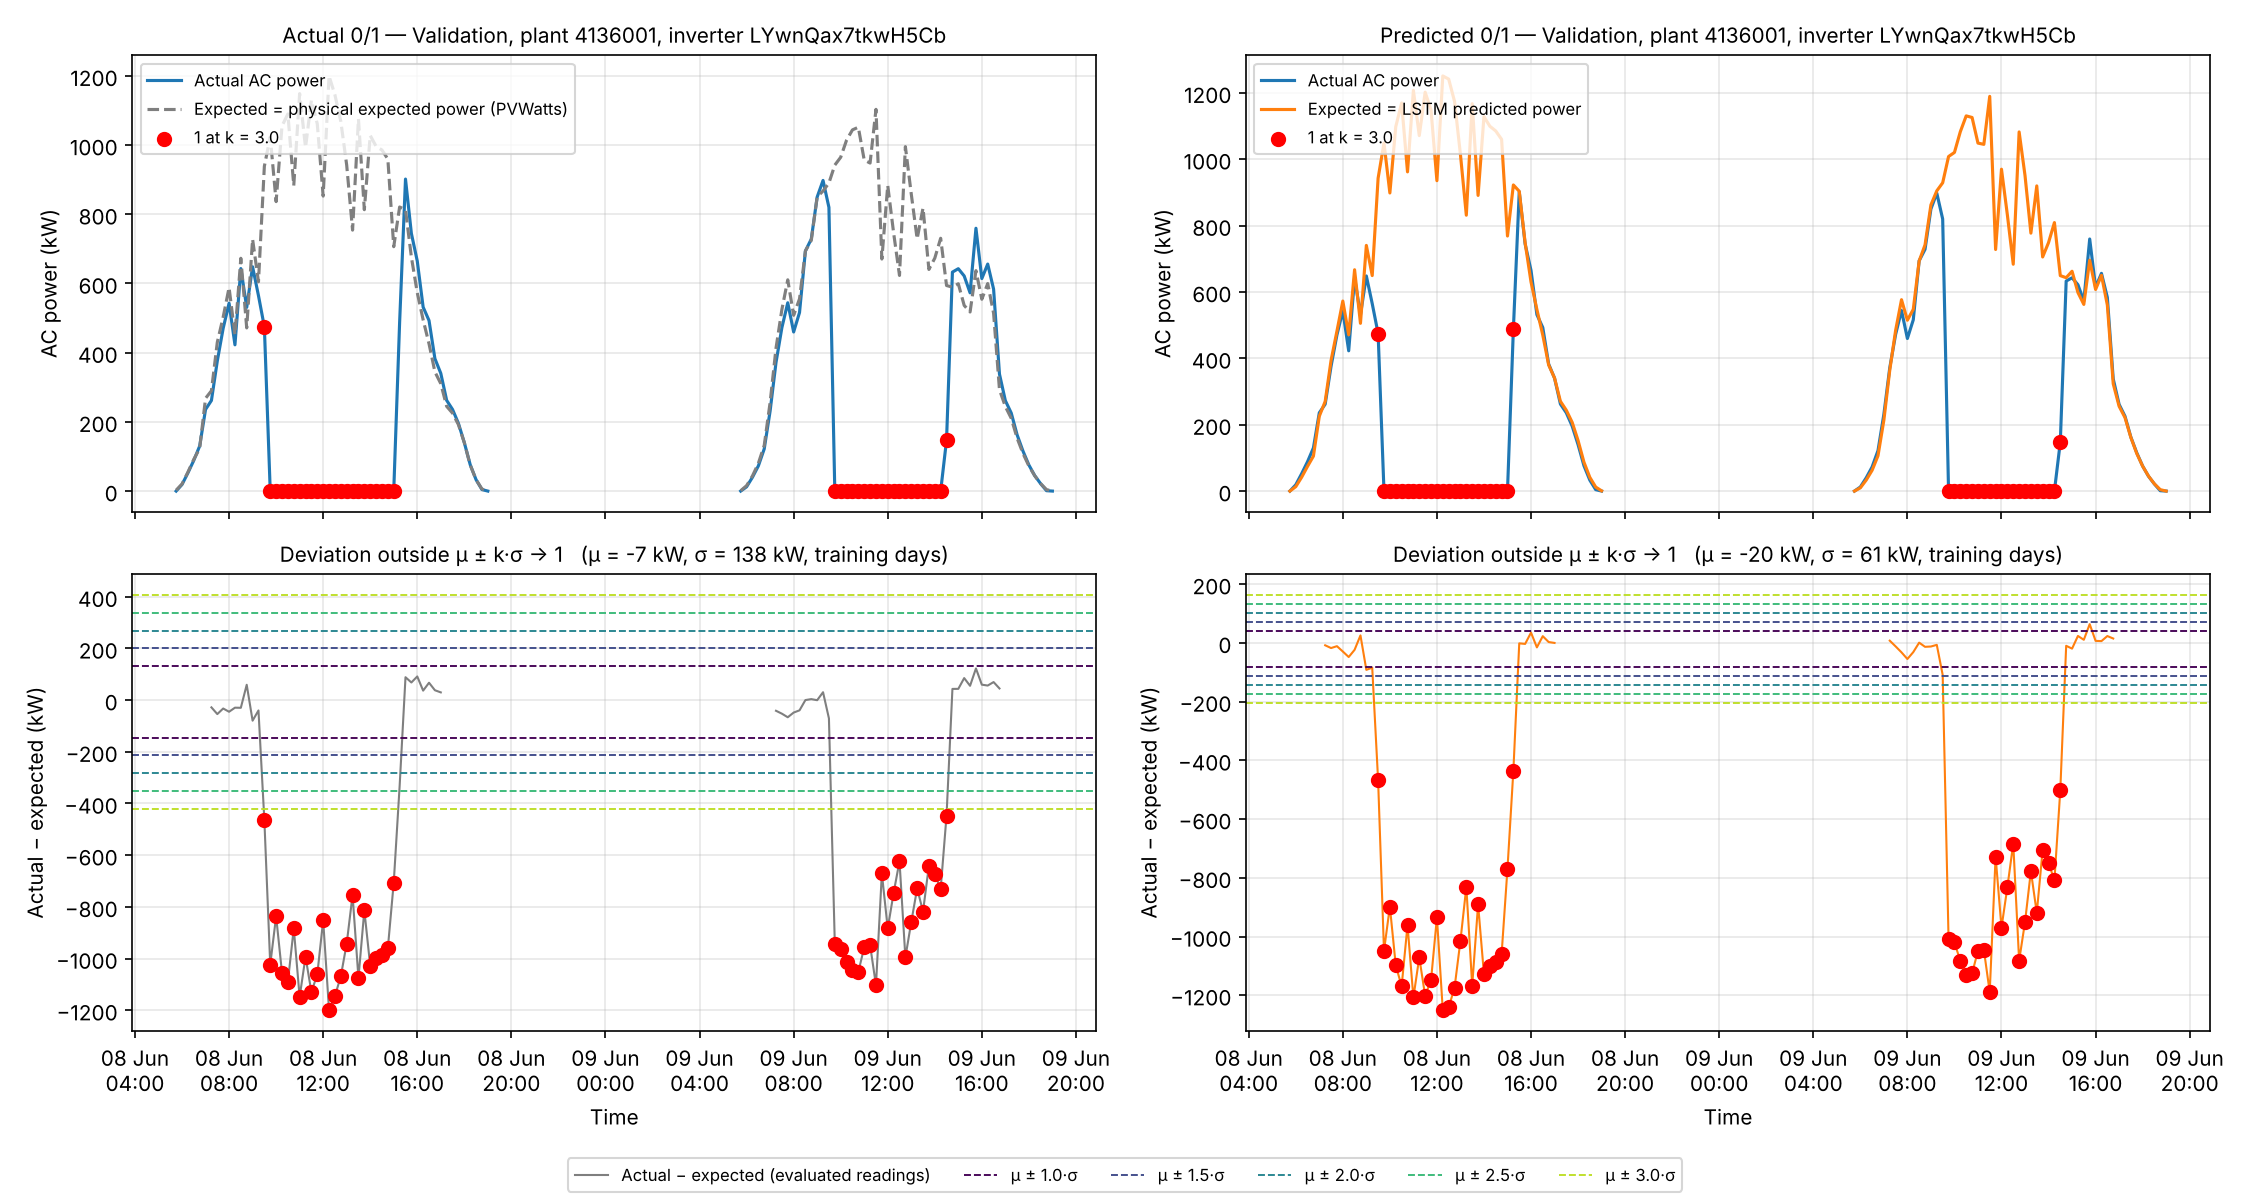 Actual 0/1 — Validation, plant 4136001, inverter LYwnQax7tkwH5Cb
Actual AC power
Expected = physical expected power (PVWatts)
1 at k = 3.0
AC power (kW)
1200
1000
800
600
400
200
0
Predicted 0/1 — Validation, plant 4136001, inverter LYwnQax7tkwH5Cb
Actual AC power
Expected = LSTM predicted power
1 at k = 3.0
AC power (kW)
1200
1000
800
600
400
200
0
Deviation outside μ ± k·σ → 1   (μ = -7 kW, σ = 138 kW, training days)
Actual − expected (kW)
400
200
0
−200
−400
−600
−800
−1000
−1200
08 Jun 08 Jun 08 Jun 08 Jun 08 Jun 09 Jun 09 Jun 09 Jun 09 Jun 09 Jun 09 Jun
04:00 08:00 12:00 16:00 20:00 00:00 04:00 08:00 12:00 16:00 20:00
Time
Deviation outside μ ± k·σ → 1   (μ = -20 kW, σ = 61 kW, training days)
Actual − expected (kW)
200
0
−200
−400
−600
−800
−1000
−1200
08 Jun 08 Jun 08 Jun 08 Jun 08 Jun 09 Jun 09 Jun 09 Jun 09 Jun 09 Jun 09 Jun
04:00 08:00 12:00 16:00 20:00 00:00 04:00 08:00 12:00 16:00 20:00
Time
Actual − expected (evaluated readings) μ ± 1.0·σ μ ± 1.5·σ μ ± 2.0·σ μ ± 2.5·σ μ ± 3.0·σ